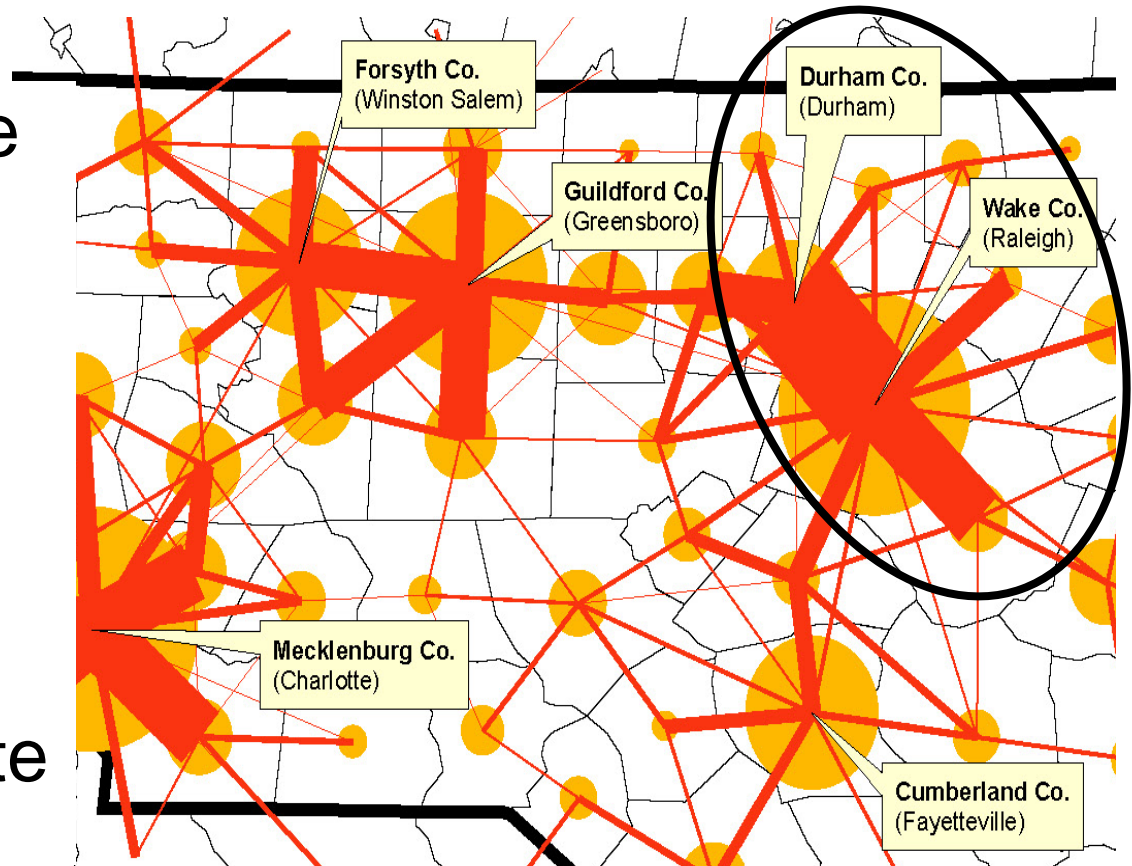 Forsyth Co.
(Winston Salem)
Durham Co.
(Durham)
Guildford Co.
(Greensboro)
Wake Co.
(Raleigh)
Mecklenburg Co.
(Charlotte)
Cumberland Co.
(Fayetteville)
e
te